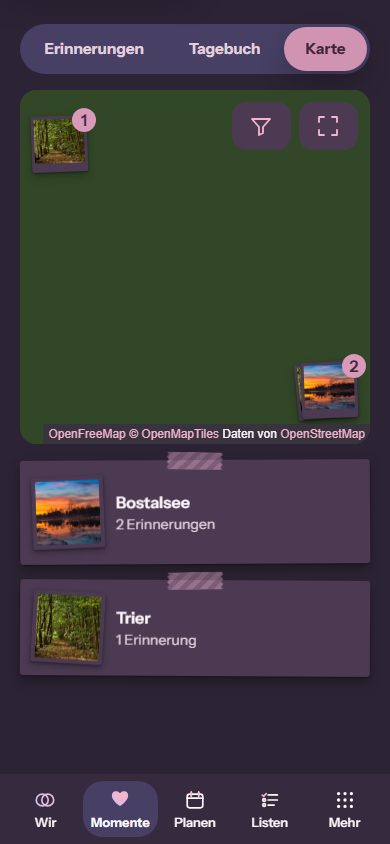 Erinnerungen Tagebuch Karte
1
2
OpenFreeMap © OpenMapTiles Daten von OpenStreetMap
Bostalsee
2 Erinnerungen
Trier
1 Erinnerung
Wir Momente Planen Listen Mehr